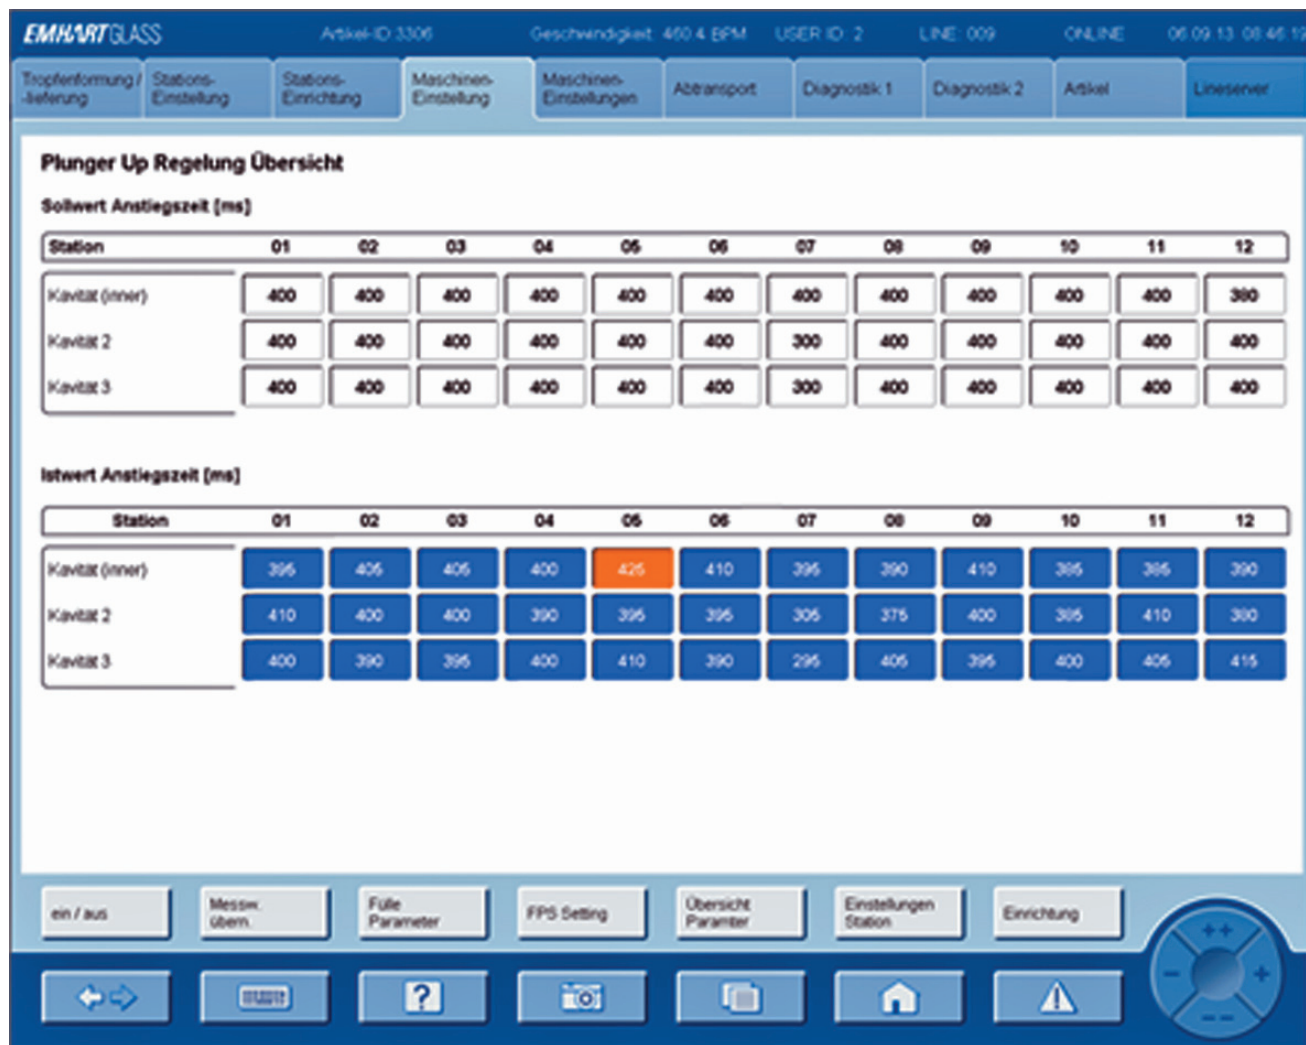 EMHART GLASS Artikel-ID 3306 Geschwindigkeit 460.4 BPM USER ID: 2 LINE: 009 ONLINE 06.09.13 08:46:19
Tropfenformung / -lieferung
Stations-Einstellung
Stations-Einrichtung
Maschinen-Einstellung
Maschinen-Einstellungen
Abtransport
Diagnostik 1
Diagnostik 2
Artikel
Lineserver
Plunger Up Regelung Übersicht
Sollwert Anstiegszeit [ms]
Station 01 02 03 04 05 06 07 08 09 10 11 12
Kavität (inner) 400 400 400 400 400 400 400 400 400 400 400 380
Kavität 2 400 400 400 400 400 400 300 400 400 400 400 400
Kavität 3 400 400 400 400 400 400 300 400 400 400 400 400
Istwert Anstiegszeit [ms]
Station 01 02 03 04 05 06 07 08 09 10 11 12
Kavität (inner) 395 405 405 400 425 410 395 390 410 385 385 390
Kavität 2 410 400 400 390 395 395 305 375 400 385 410 380
Kavität 3 400 390 395 400 410 390 295 405 395 400 405 415
ein / aus
Messw. übern.
Fülle Parameter
FPS Setting
Übersicht Paramter
Einstellungen Station
Einrichtung